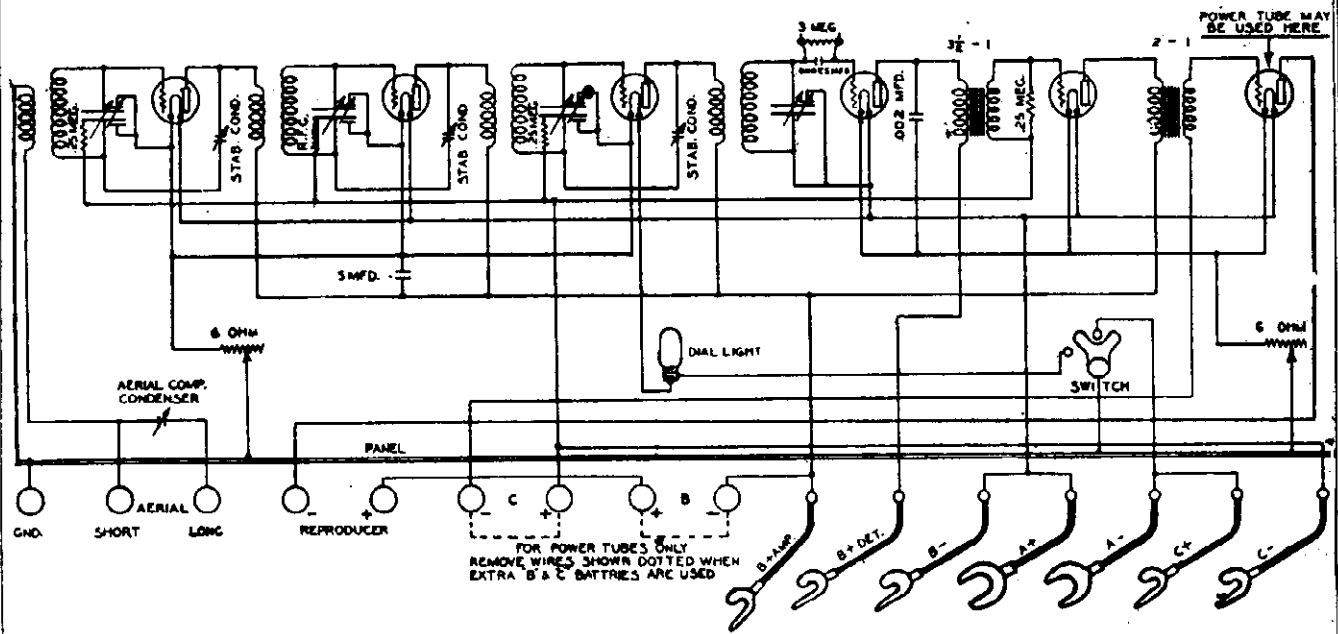 POWER TUBE MAY
BE USED HERE
3 MEG
3½ - 1
2 - 1
.25 MEG.
STAB. COND.
R.F.C.
STAB. COND
.25 MEG
STAB. COND.
.002 MFD.
.25 MEG.
5 MFD.
6 OHM
DIAL LIGHT
SWITCH
6 OHM
AERIAL COMP.
CONDENSER
PANEL
GND.
SHORT
AERIAL
LONG
-
+
REPRODUCER
-
C
+
+
B
-
FOR POWER TUBES ONLY
REMOVE WIRES SHOWN DOTTED WHEN
EXTRA B & C BATTRIES ARE USED
B+AMP.
B+DET.
B-
A+
A-
C+
C-